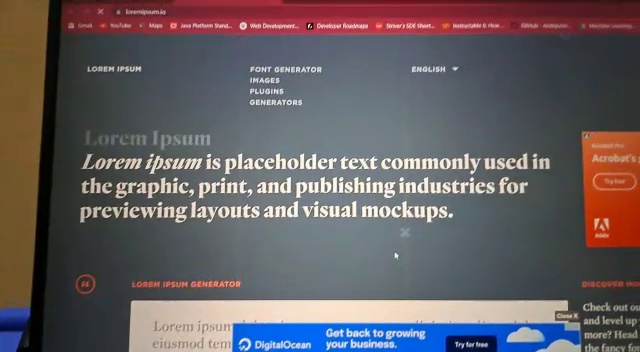 loremipsum.io
Gmail YouTube Maps Java Platform Stand... Web Development... Developer Roadmaps Striver's SDE Sheet... Instructable & How... GitHub Machine Learning
LOREM IPSUM FONT GENERATOR ENGLISH
IMAGES
PLUGINS
GENERATORS
Lorem Ipsum
Lorem ipsum is placeholder text commonly used in
the graphic, print, and publishing industries for
previewing layouts and visual mockups.
Acrobat Pro
Acrobat's
Try free
Adobe
LOREM IPSUM GENERATOR
DISCOVER
Lorem ipsum
eiusmod tem
Check out
and level up
more? Head
the fancy
Close X
DigitalOcean
Get back to growing
your business.
Try for free